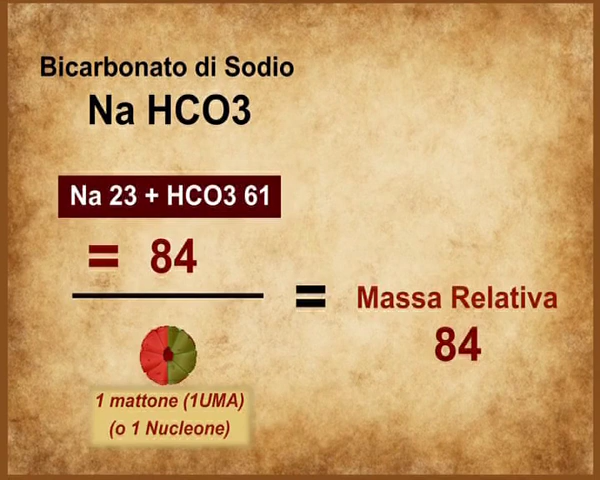 Bicarbonato di Sodio
Na HCO3
Na 23 + HCO3 61
= 84
= Massa Relativa
84
1 mattone (1UMA)
(o 1 Nucleone)